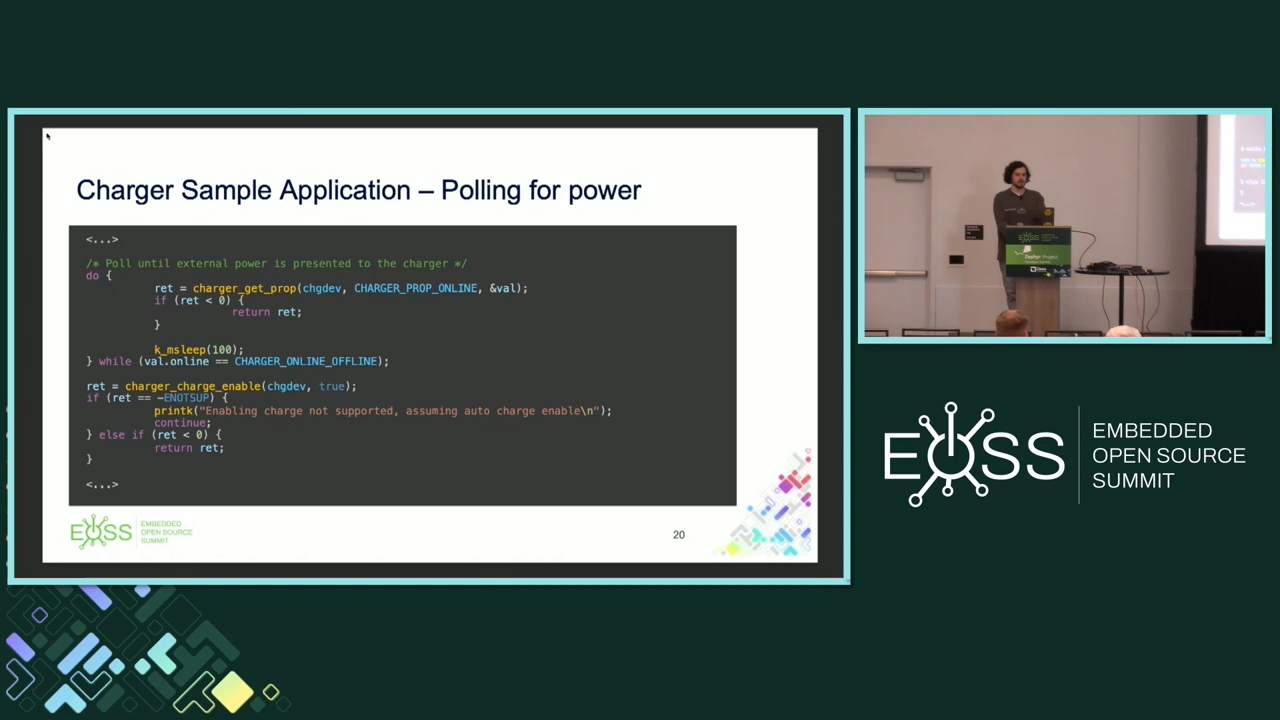 Charger Sample Application – Polling for power
<...>
/* Poll until external power is presented to the charger */
do {
ret = charger_get_prop(chgdev, CHARGER_PROP_ONLINE, &val);
if (ret < 0) {
return ret;
}
k_msleep(100);
} while (val.online == CHARGER_ONLINE_OFFLINE);
ret = charger_charge_enable(chgdev, true);
if (ret == -ENOTSUP) {
printk("Enabling charge not supported, assuming auto charge enable\n");
continue;
} else if (ret < 0) {
return ret;
}
<...>
EOSS
EMBEDDED
OPEN SOURCE
SUMMIT
20
Zephyr Project
EOSS
EMBEDDED
OPEN SOURCE
SUMMIT